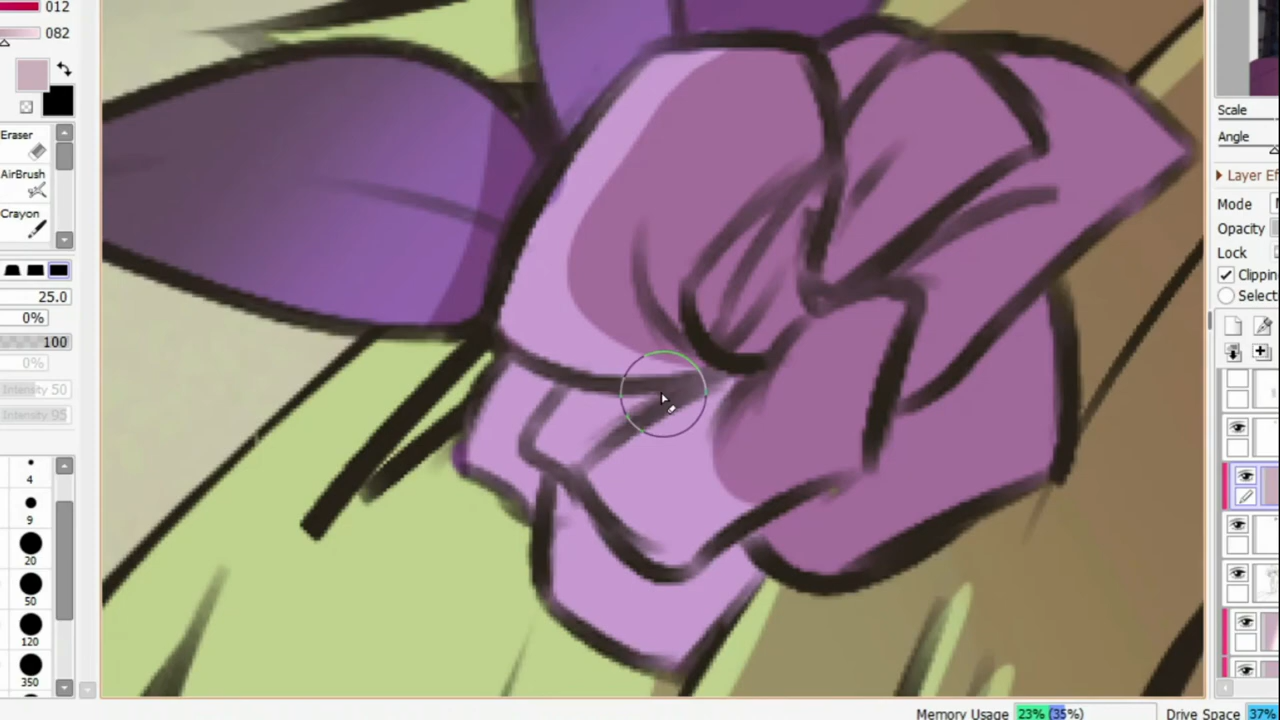 012
082
Eraser
AirBrush
Crayon
25.0
0%
100
0%
Intensity 50
Intensity 95
4
9
20
50
120
350
Scale
Angle
Layer Ef
Mode
Opacity
Lock
Clippin
Select
Memory Usage 23% (35%) Drive Space 37%